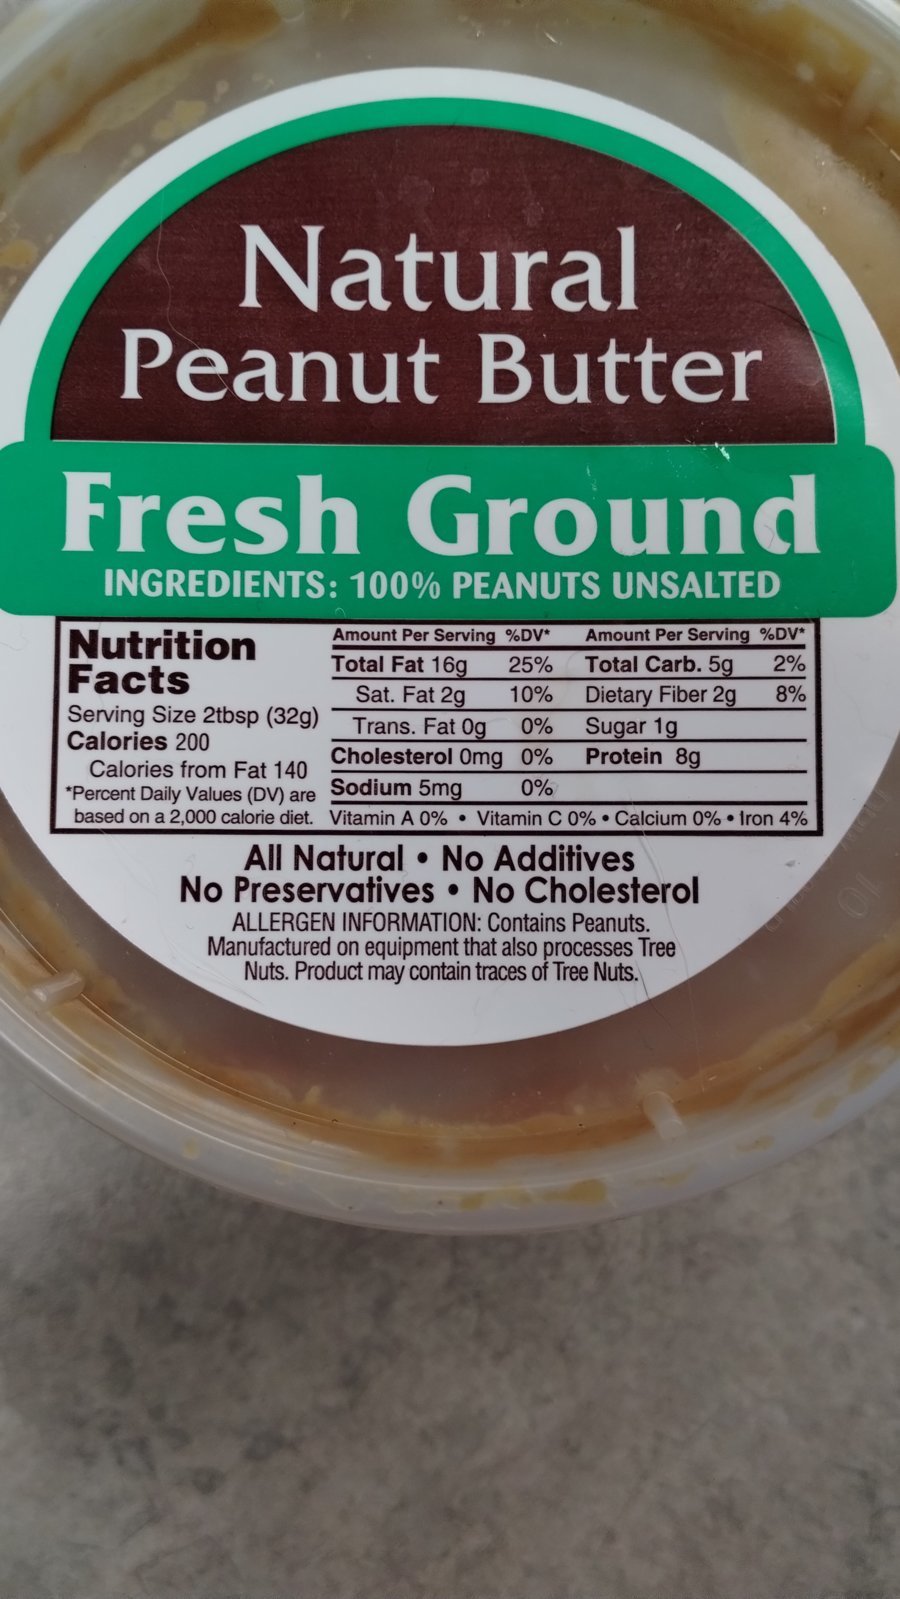 Natural
Peanut Butter
Fresh Ground
INGREDIENTS: 100% PEANUTS UNSALTED
Nutrition
Facts
Serving Size 2tbsp (32g)
Calories 200
Calories from Fat 140
*Percent Daily Values (DV) are
based on a 2,000 calorie diet.
Amount Per Serving %DV*
Total Fat 16g 25%
Sat. Fat 2g 10%
Trans. Fat 0g 0%
Cholesterol 0mg 0%
Sodium 5mg 0%
Amount Per Serving %DV*
Total Carb. 5g 2%
Dietary Fiber 2g 8%
Sugar 1g
Protein 8g
Vitamin A 0% • Vitamin C 0% • Calcium 0% • Iron 4%
All Natural • No Additives
No Preservatives • No Cholesterol
ALLERGEN INFORMATION: Contains Peanuts.
Manufactured on equipment that also processes Tree
Nuts. Product may contain traces of Tree Nuts.